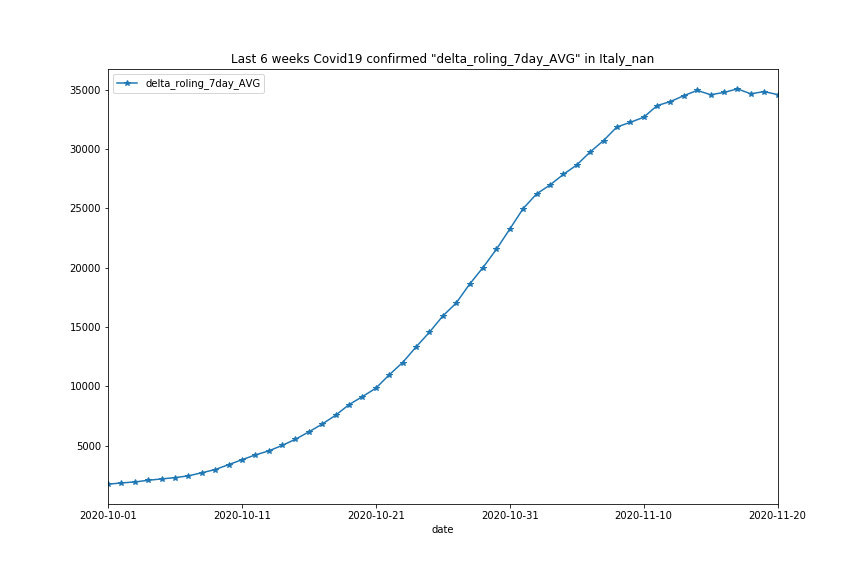 Last 6 weeks Covid19 confirmed "delta_roling_7day_AVG" in Italy_nan
delta_roling_7day_AVG
35000
30000
25000
20000
15000
10000
5000
2020-10-01 2020-10-11 2020-10-21 2020-10-31 2020-11-10 2020-11-20
date